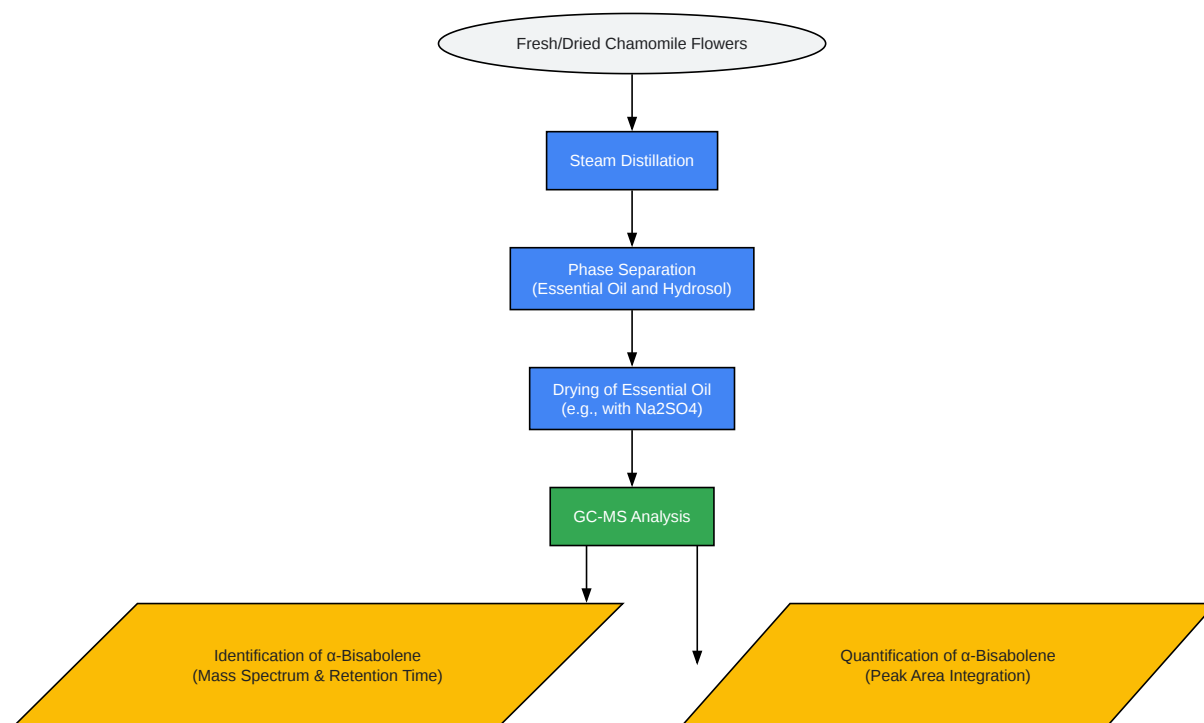 Fresh/Dried Chamomile Flowers
Steam Distillation
Phase Separation
(Essential Oil and Hydrosol)
Drying of Essential Oil
(e.g., with Na2SO4)
GC-MS Analysis
Identification of α-Bisabolene
(Mass Spectrum & Retention Time)
Quantification of α-Bisabolene
(Peak Area Integration)